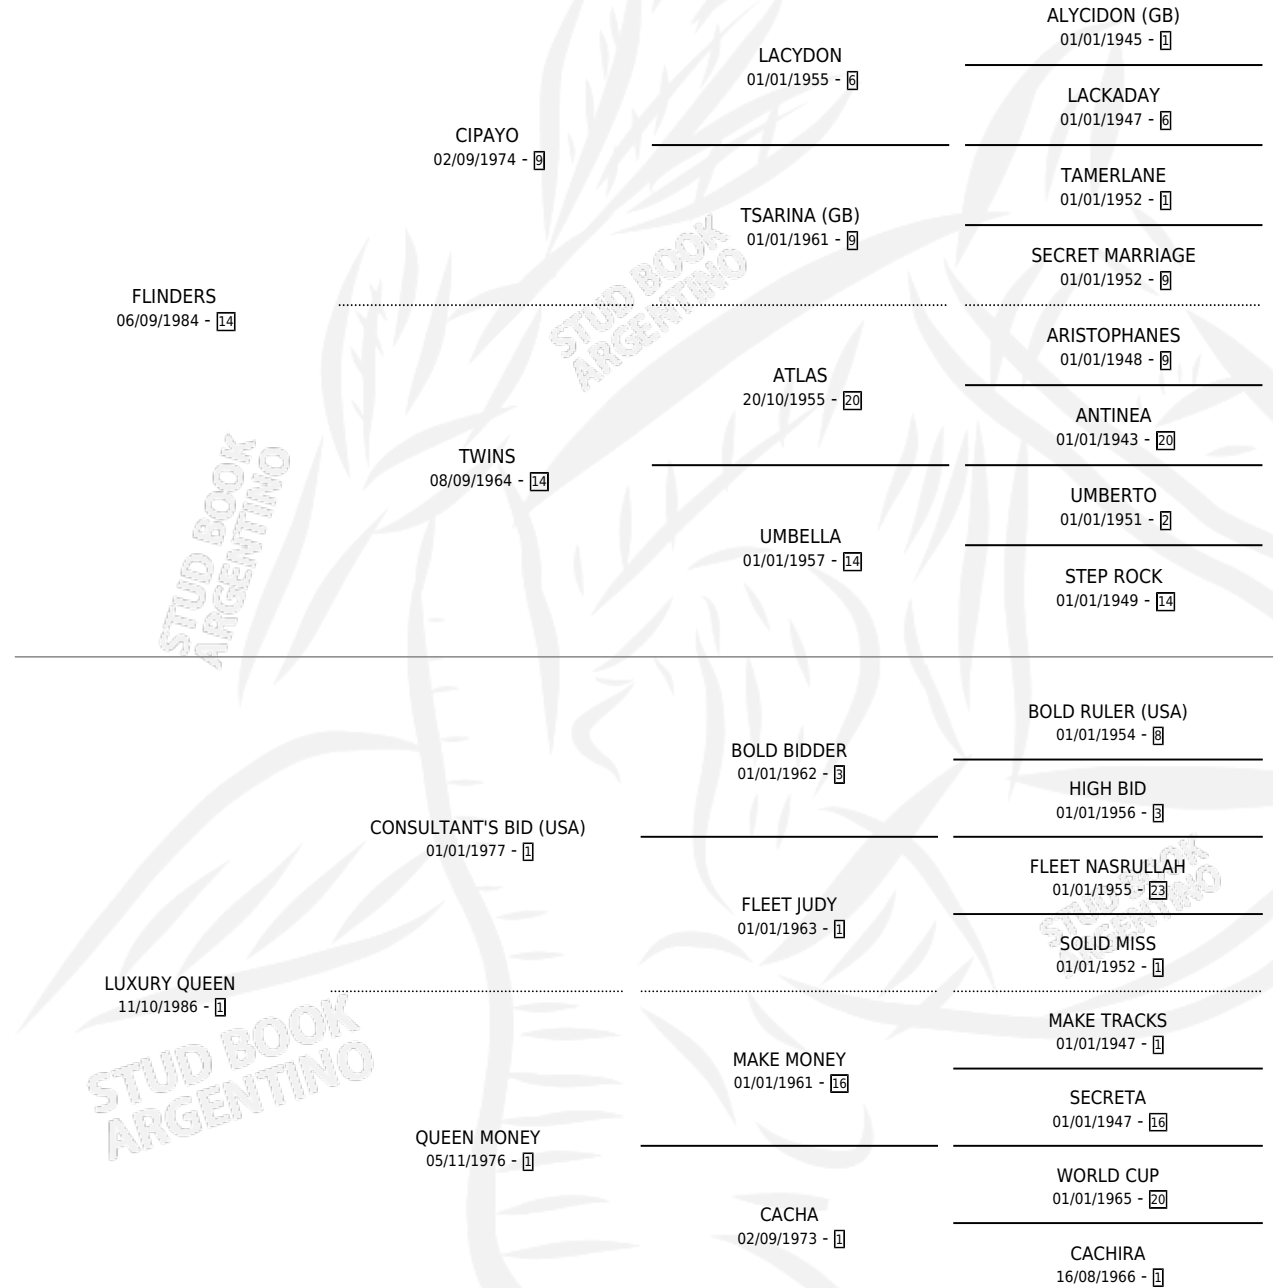 ALYCIDON (GB)
01/01/1945 - 1
LACYDON
01/01/1955 - 6
LACKADAY
01/01/1947 - 6
CIPAYO
02/09/1974 - 9
TAMERLANE
01/01/1952 - 1
TSARINA (GB)
01/01/1961 - 9
SECRET MARRIAGE
01/01/1952 - 9
FLINDERS
06/09/1984 - 14
ARISTOPHANES
01/01/1948 - 9
ATLAS
20/10/1955 - 20
ANTINEA
01/01/1943 - 20
TWINS
08/09/1964 - 14
UMBERTO
01/01/1951 - 2
UMBELLA
01/01/1957 - 14
STEP ROCK
01/01/1949 - 14
BOLD RULER (USA)
01/01/1954 - 8
BOLD BIDDER
01/01/1962 - 3
HIGH BID
01/01/1956 - 3
CONSULTANT'S BID (USA)
01/01/1977 - 1
FLEET NASRULLAH
01/01/1955 - 23
FLEET JUDY
01/01/1963 - 1
SOLID MISS
01/01/1952 - 1
LUXURY QUEEN
11/10/1986 - 1
MAKE TRACKS
01/01/1947 - 1
MAKE MONEY
01/01/1961 - 16
SECRETA
01/01/1947 - 16
QUEEN MONEY
05/11/1976 - 1
WORLD CUP
01/01/1965 - 20
CACHA
02/09/1973 - 1
CACHIRA
16/08/1966 - 1
STUD BOOK
ARGENTINO
STUD BOOK
ARGENTINO
STUD BOOK
ARGENTINO
STUD BOOK
ARGENTINO